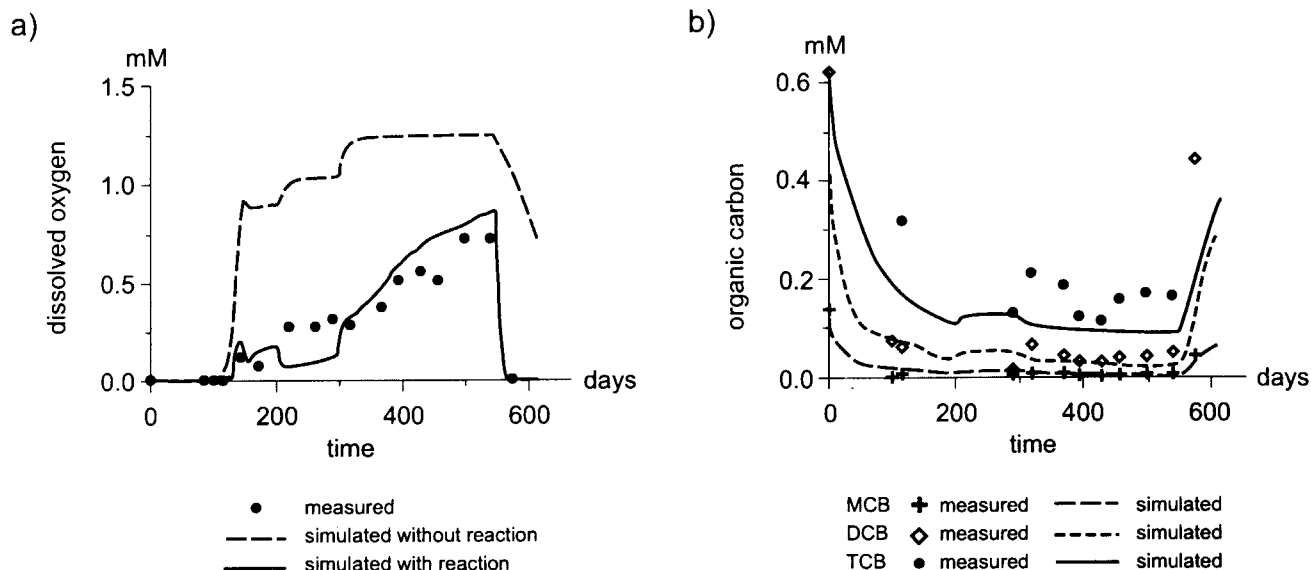 a)
mM
1.5
1.0
0.5
0.0
dissolved oxygen
0 200 400 600
days
time
measured
simulated without reaction
simulated with reaction
b)
mM
0.6
0.4
0.2
0.0
organic carbon
0 200 400 600
days
time
MCB measured simulated
DCB measured simulated
TCB measured simulated